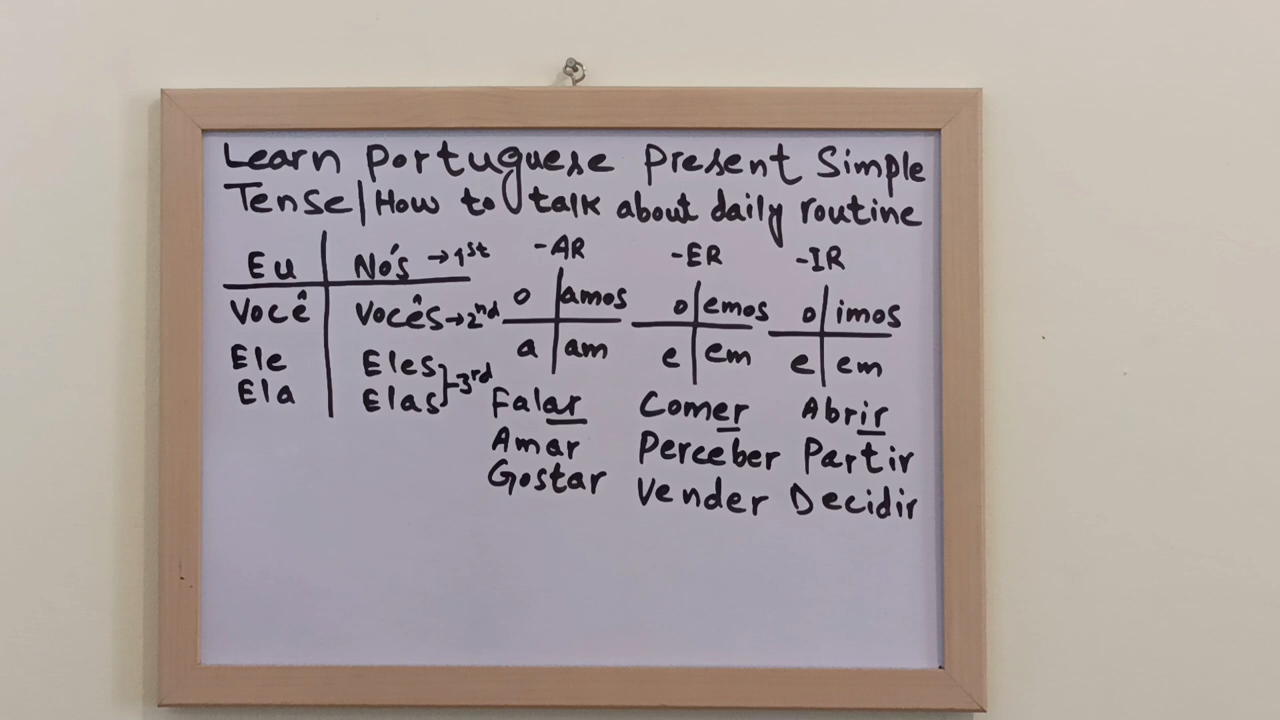 Learn Portuguese Present Simple
Tense | How to talk about daily routine
Eu | Nós → 1st
Você | Vocês → 2nd
Ele | Eles
Ela | Elas } 3rd
-AR
o | amos
a | am
Falar
Amar
Gostar
-ER
o | emos
e | em
Comer
Perceber
Vender
-IR
o | imos
e | em
Abrir
Partir
Decidir